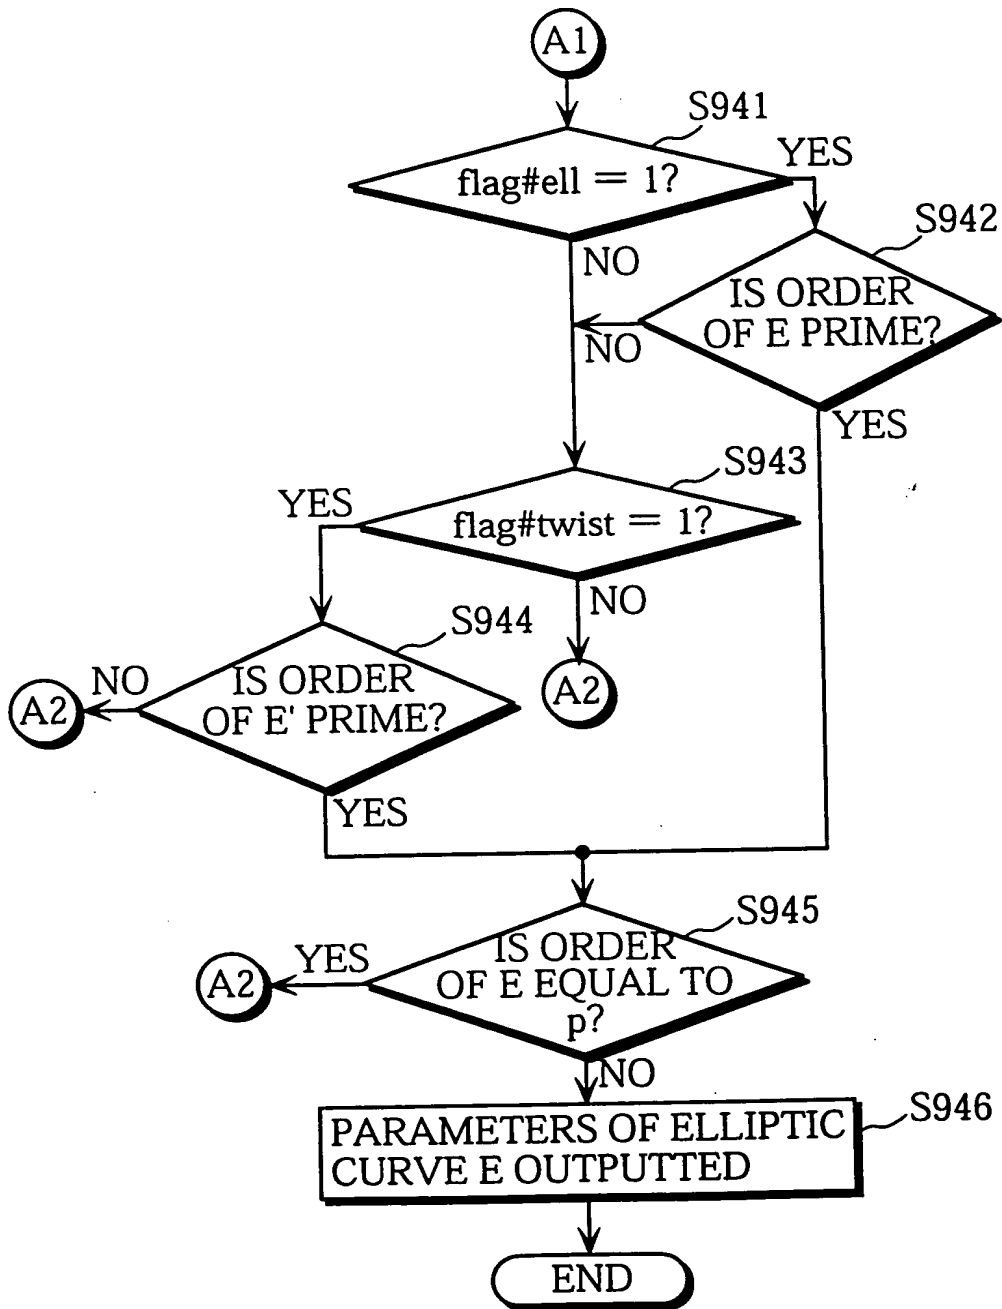 A1
S941
flag#ell = 1?
YES
NO
S942
IS ORDER
OF E PRIME?
NO
YES
S943
flag#twist = 1?
YES
NO
A2
S944
IS ORDER
OF E' PRIME?
NO
A2
YES
S945
IS ORDER
OF E EQUAL TO
p?
YES
A2
NO
S946
PARAMETERS OF ELLIPTIC
CURVE E OUTPUTTED
END